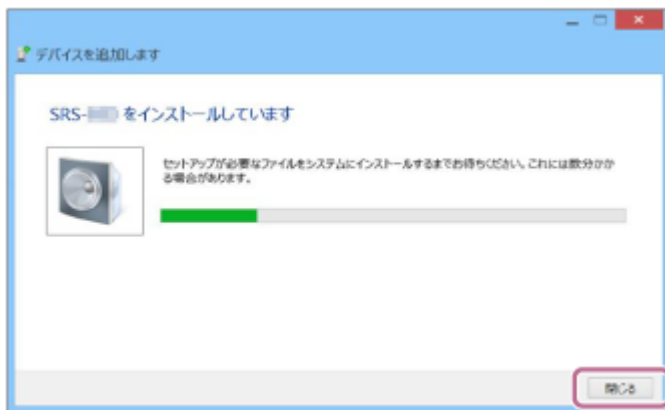 デバイスを追加します
SRS- をインストールしています
セットアップが必要なファイルをシステムにインストールするまでお待ちください。これには数分かか
る場合があります。
閉じる